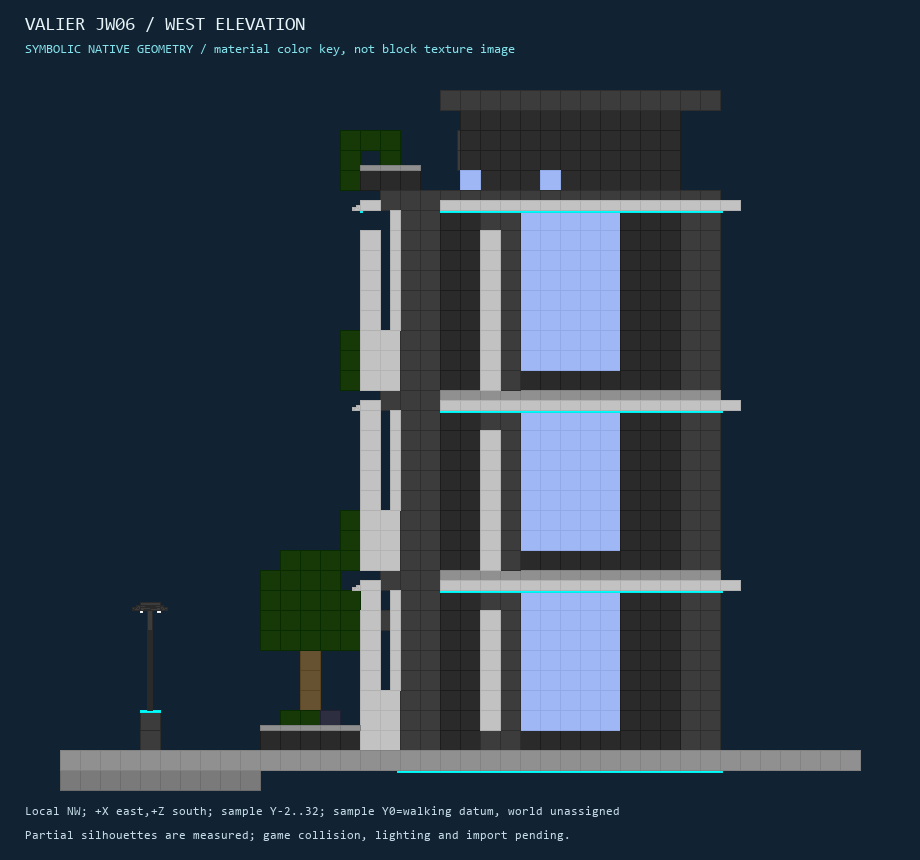 VALIER JW06 / WEST ELEVATION
SYMBOLIC NATIVE GEOMETRY / material color key, not block texture image
Local NW; +X east,+Z south; sample Y-2..32; sample Y0=walking datum, world unassigned
Partial silhouettes are measured; game collision, lighting and import pending.